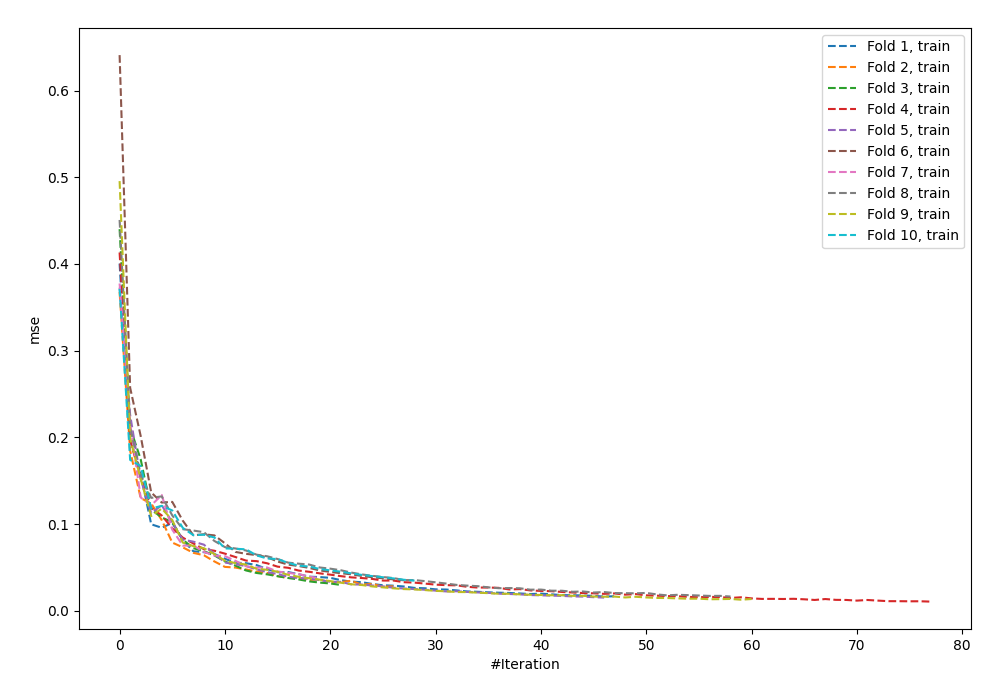 mse
0.6
0.5
0.4
0.3
0.2
0.1
0.0
0
10
20
30
40
50
60
70
80
#Iteration
Fold 1, train
Fold 2, train
Fold 3, train
Fold 4, train
Fold 5, train
Fold 6, train
Fold 7, train
Fold 8, train
Fold 9, train
Fold 10, train